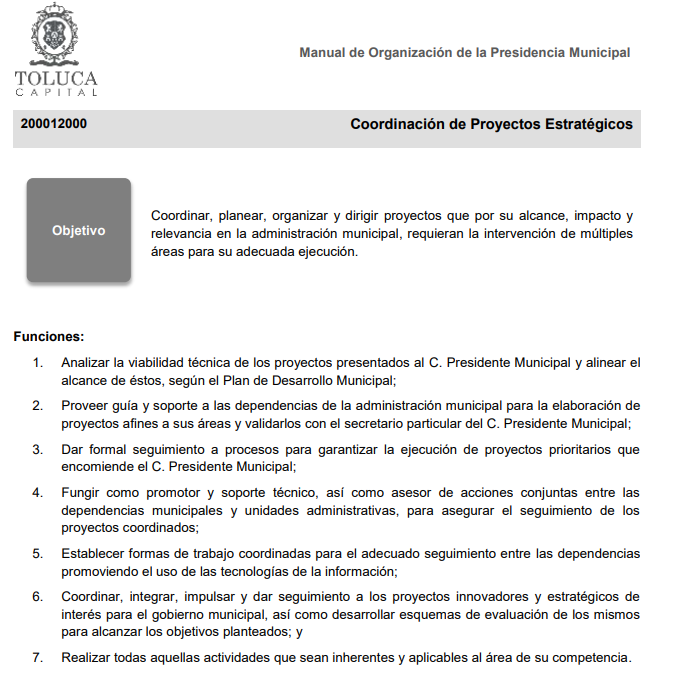 TOLUCA
CAPITAL
Manual de Organización de la Presidencia Municipal
200012000 Coordinación de Proyectos Estratégicos
Objetivo
Coordinar, planear, organizar y dirigir proyectos que por su alcance, impacto y
relevancia en la administración municipal, requieran la intervención de múltiples
áreas para su adecuada ejecución.
Funciones:
1. Analizar la viabilidad técnica de los proyectos presentados al C. Presidente Municipal y alinear el
alcance de éstos, según el Plan de Desarrollo Municipal;
2. Proveer guía y soporte a las dependencias de la administración municipal para la elaboración de
proyectos afines a sus áreas y validarlos con el secretario particular del C. Presidente Municipal;
3. Dar formal seguimiento a procesos para garantizar la ejecución de proyectos prioritarios que
encomiende el C. Presidente Municipal;
4. Fungir como promotor y soporte técnico, así como asesor de acciones conjuntas entre las
dependencias municipales y unidades administrativas, para asegurar el seguimiento de los
proyectos coordinados;
5. Establecer formas de trabajo coordinadas para el adecuado seguimiento entre las dependencias
promoviendo el uso de las tecnologías de la información;
6. Coordinar, integrar, impulsar y dar seguimiento a los proyectos innovadores y estratégicos de
interés para el gobierno municipal, así como desarrollar esquemas de evaluación de los mismos
para alcanzar los objetivos planteados; y
7. Realizar todas aquellas actividades que sean inherentes y aplicables al área de su competencia.